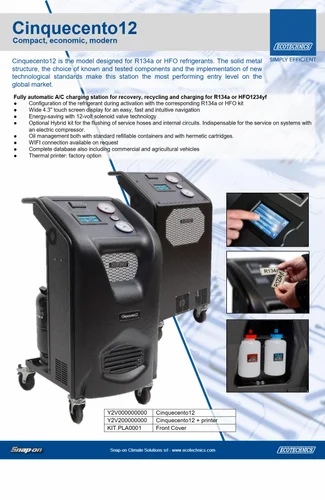 Cinquecento12
Compact, economic, modern
ECOTECHNICS
SIMPLY EFFICIENT
Cinquecento12 is the model designed for R134a or HFO refrigerants. The solid metal
structure, the choice of known and tested components and the implementation of new
technological standards make this station the most performing entry level on the
global market.
Fully automatic A/C charging station for recovery, recycling and charging for R134a or HFO1234yf
● Configuration of the refrigerant during activation with the corresponding R134a or HFO kit
● Wide 4.3" touch screen display for an easy, fast and intuitive navigation
● Energy-saving with 12-volt solenoid valve technology
● Optional Hybrid kit for the flushing of service hoses and internal circuits. Indispensable for the service on systems with
an electric compressor.
● Oil management both with standard refillable containers and with hermetic cartridges.
● WIFI connection available on request
● Complete database also including commercial and agricultural vehicles
● Thermal printer: factory option
R134a
Cinquecento
Y2V000000000 Cinquecento12
Y2V200000000 Cinquecento12 + printer
KIT.PLA0001 Front Cover
Snap-on
Snap-on Climate Solutions srl - www.ecotechnics.com
ECOTECHNICS